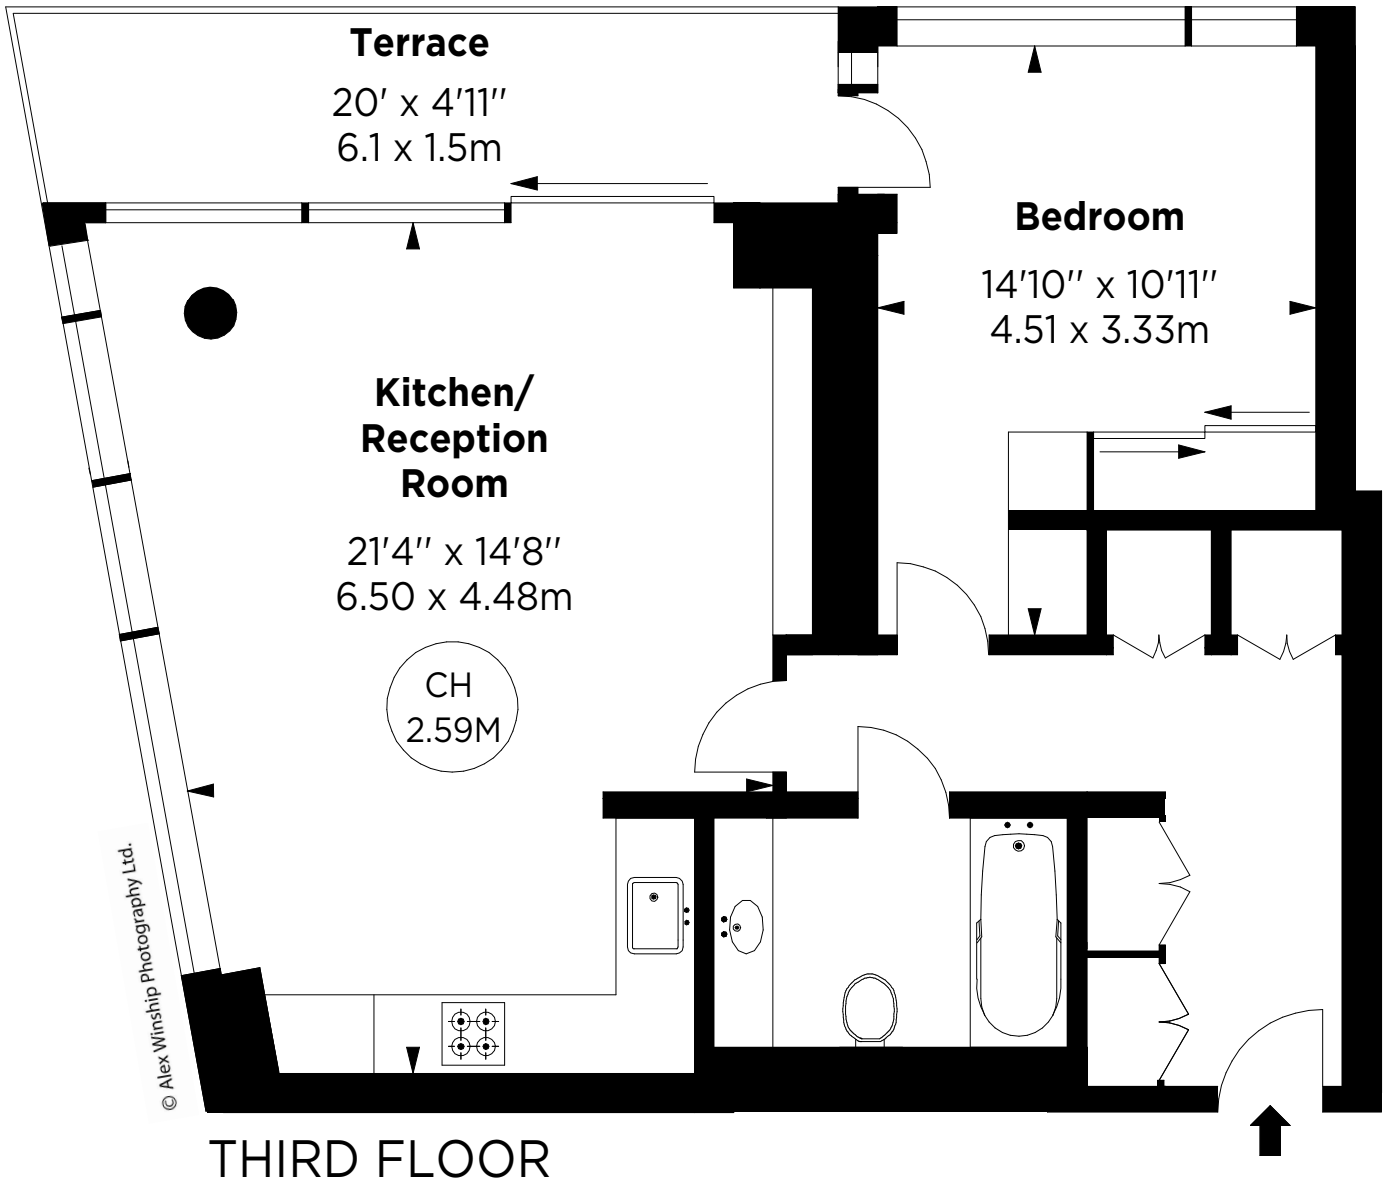 Terrace
20' x 4'11''
6.1 x 1.5m
Bedroom
14'10'' x 10'11''
4.51 x 3.33m
Kitchen/
Reception
Room
21'4'' x 14'8''
6.50 x 4.48m
CH
2.59M
© Alex Winship Photography Ltd.
THIRD FLOOR